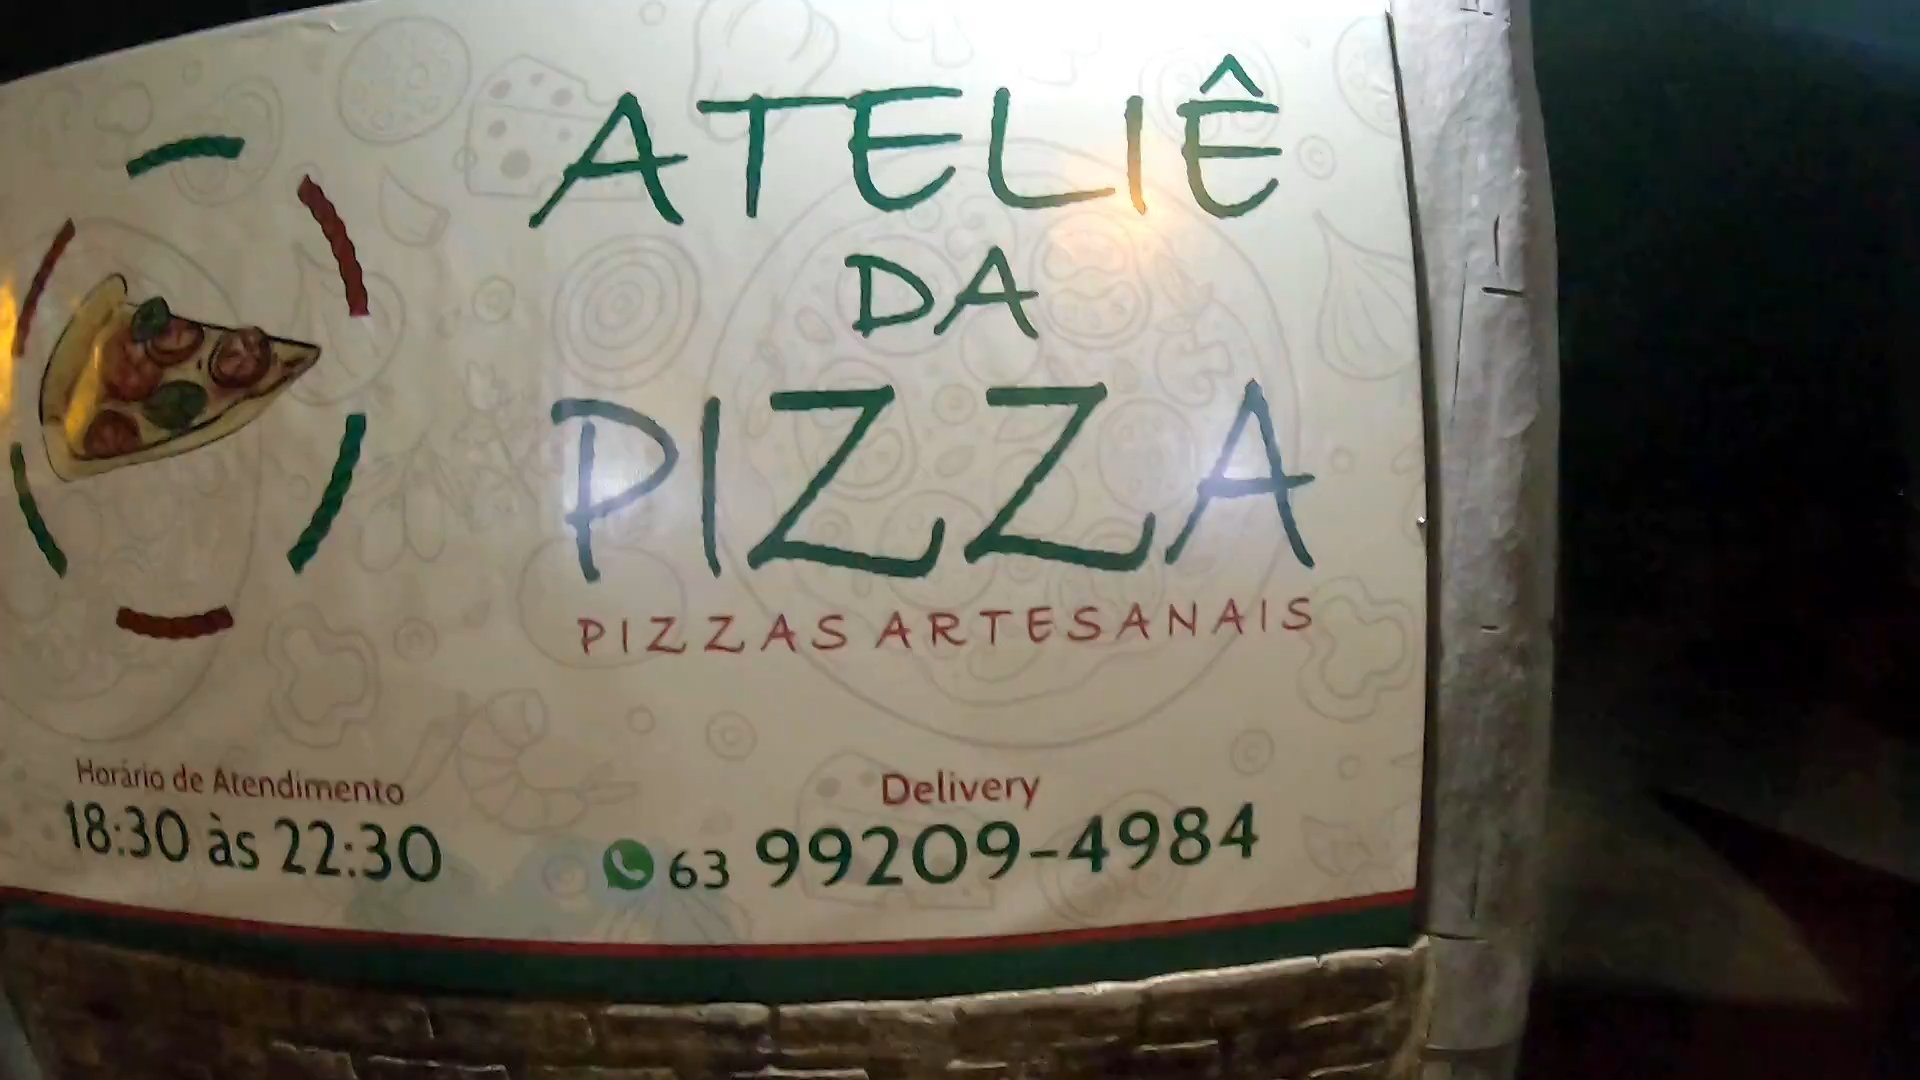 ATELIÊ
DA
PIZZA
PIZZAS ARTESANAIS
Horário de Atendimento
18:30 às 22:30
Delivery
63 99209-4984